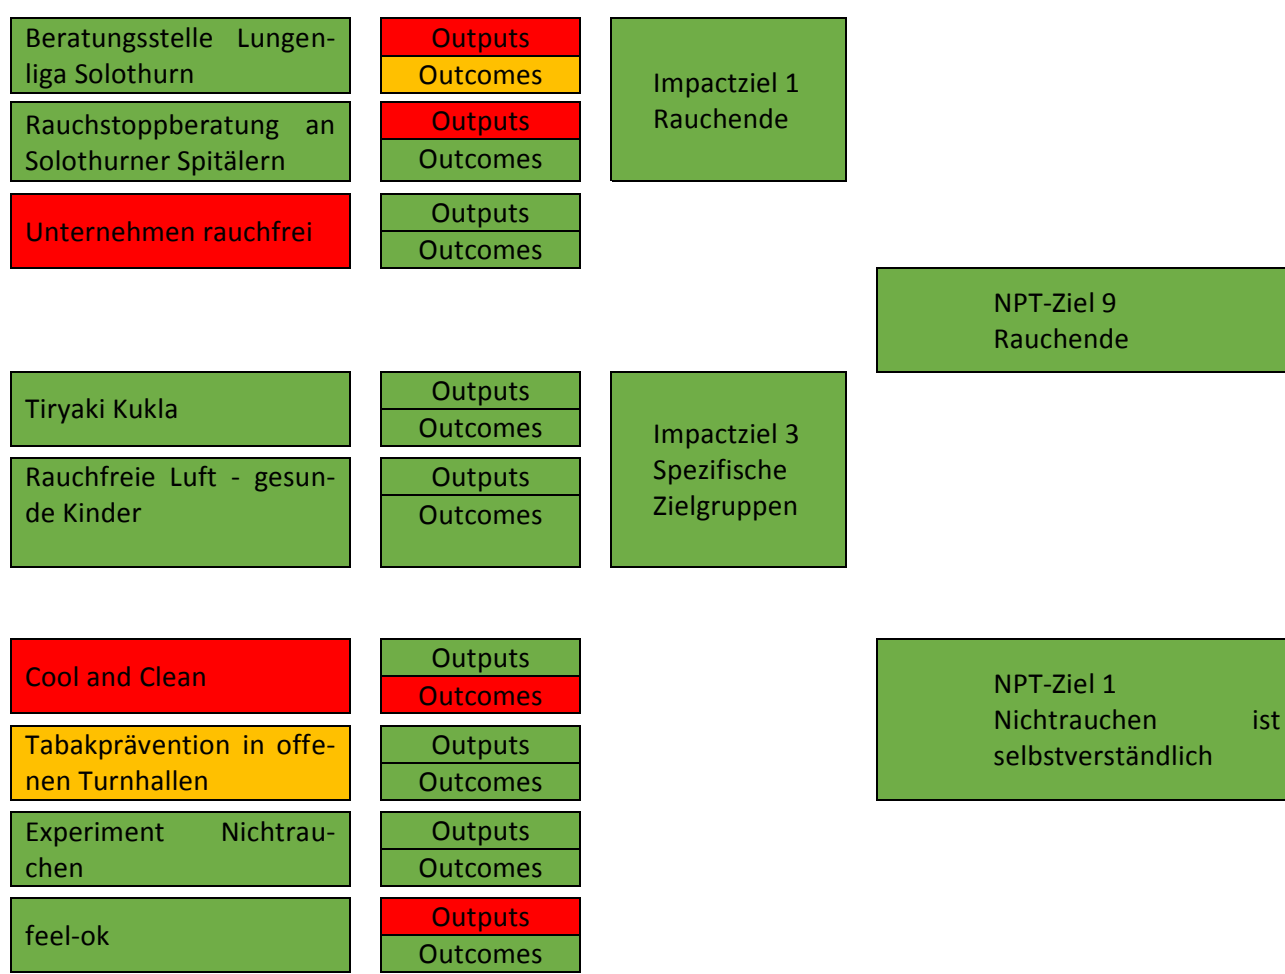 Beratungsstelle Lungen-
liga Solothurn
Outputs
Outcomes
Impactziel 1
Rauchende
Rauchstoppberatung an
Solothurner Spitälern
Outputs
Outcomes
Unternehmen rauchfrei
Outputs
Outcomes
NPT-Ziel 9
Rauchende
Tiryaki Kukla
Outputs
Outcomes
Impactziel 3
Spezifische
Zielgruppen
Rauchfreie Luft - gesun-
de Kinder
Outputs
Outcomes
Cool and Clean
Outputs
Outcomes
NPT-Ziel 1
Nichtrauchen ist
selbstverständlich
Tabakprävention in offe-
nen Turnhallen
Outputs
Outcomes
Experiment Nichtrau-
chen
Outputs
Outcomes
feel-ok
Outputs
Outcomes